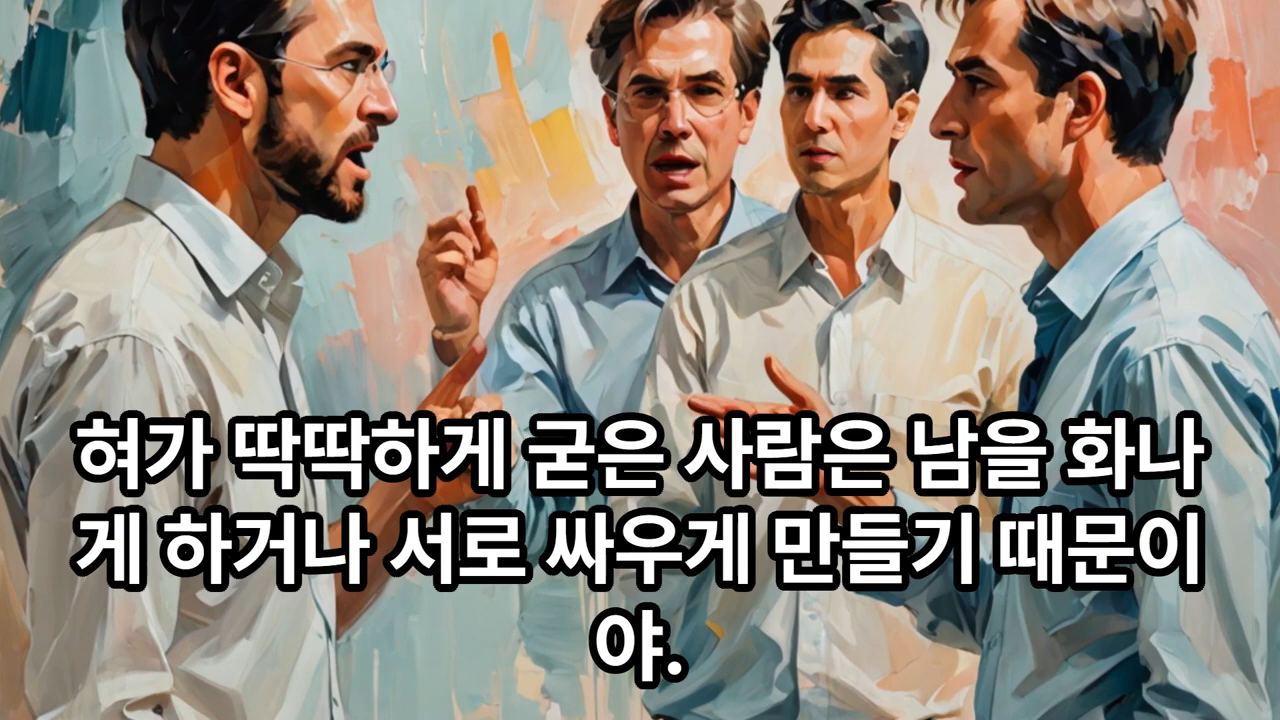 혀가 딱딱하게 굳은 사람은 남을 화나
게 하거나 서로 싸우게 만들기 때문이
야.